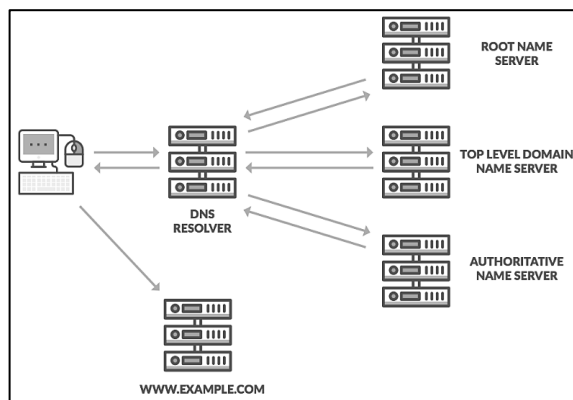 ROOT NAME
SERVER
TOP LEVEL DOMAIN
NAME SERVER
DNS
RESOLVER
AUTHORITATIVE
NAME SERVER
WWW.EXAMPLE.COM